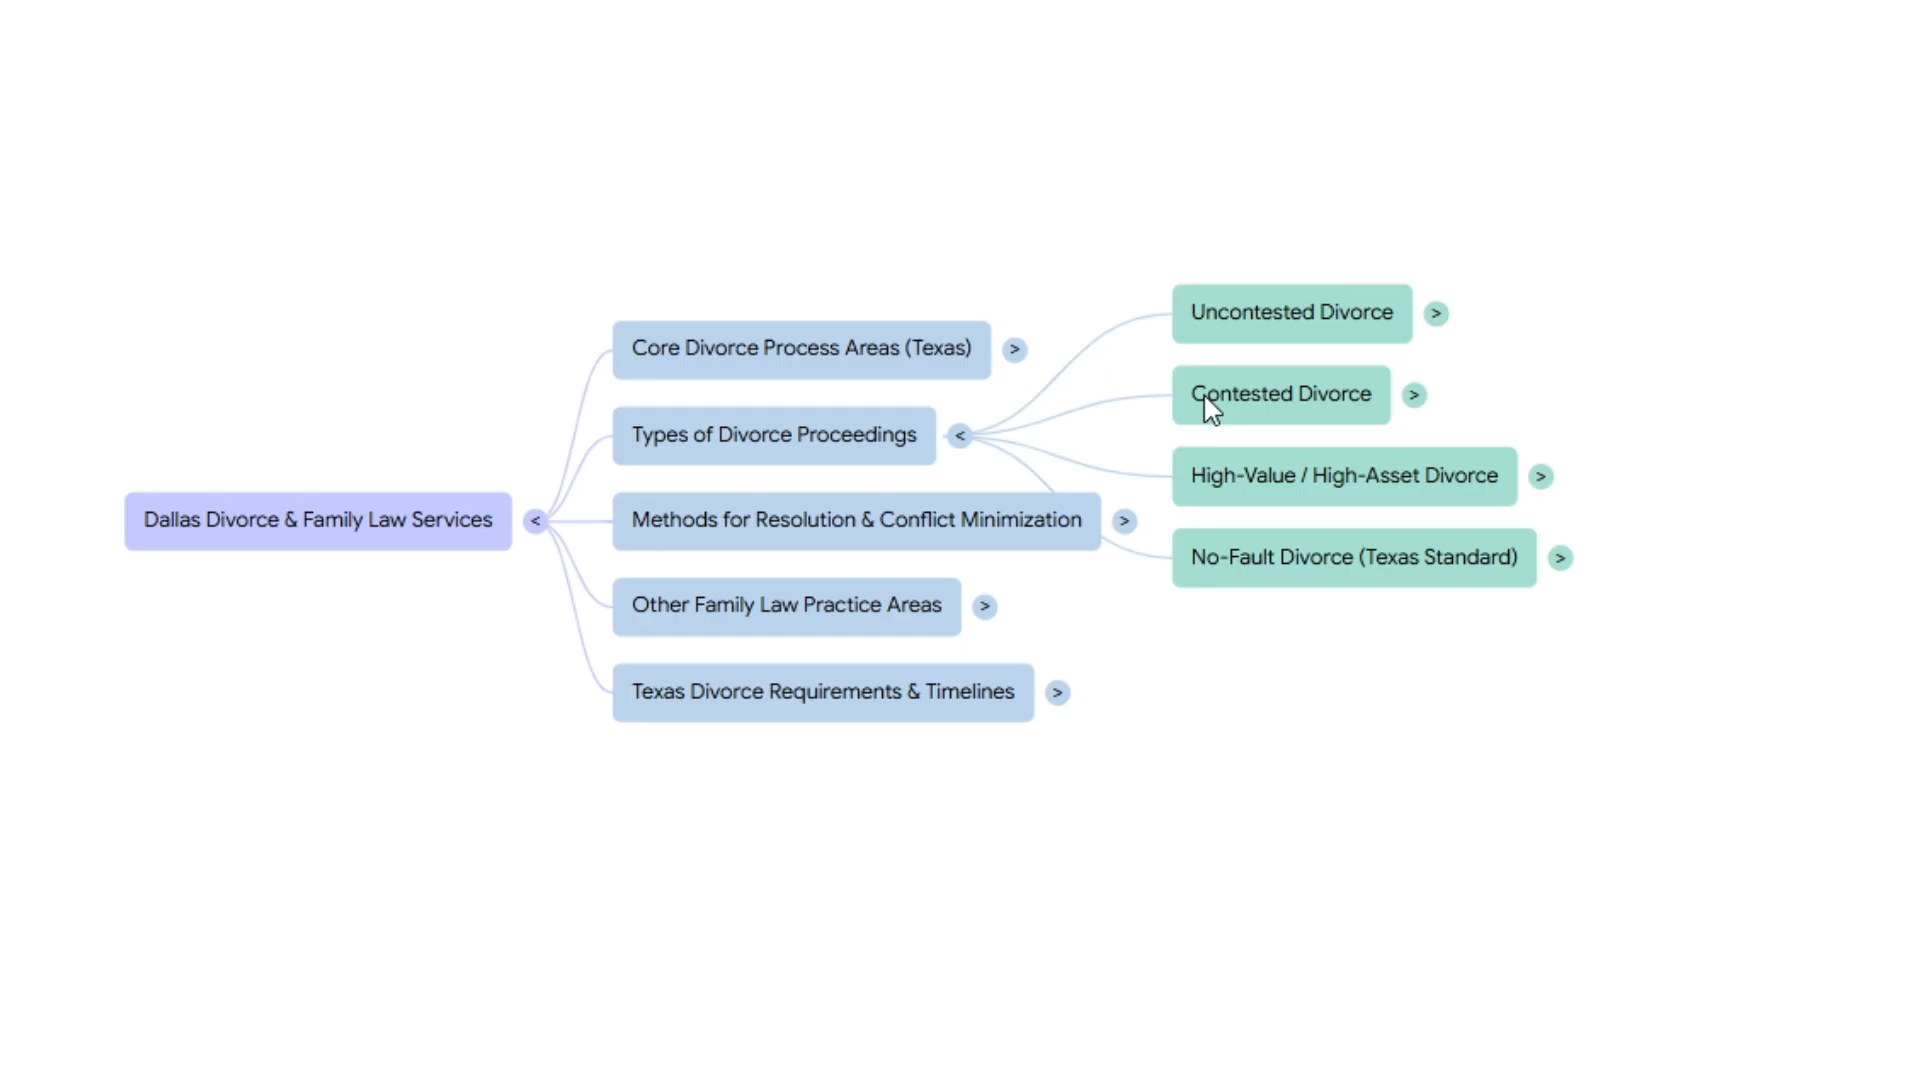 Dallas Divorce & Family Law Services
<
Core Divorce Process Areas (Texas)
>
Types of Divorce Proceedings
<
Methods for Resolution & Conflict Minimization
>
Other Family Law Practice Areas
>
Texas Divorce Requirements & Timelines
>
Uncontested Divorce
>
Contested Divorce
>
High-Value / High-Asset Divorce
>
No-Fault Divorce (Texas Standard)
>